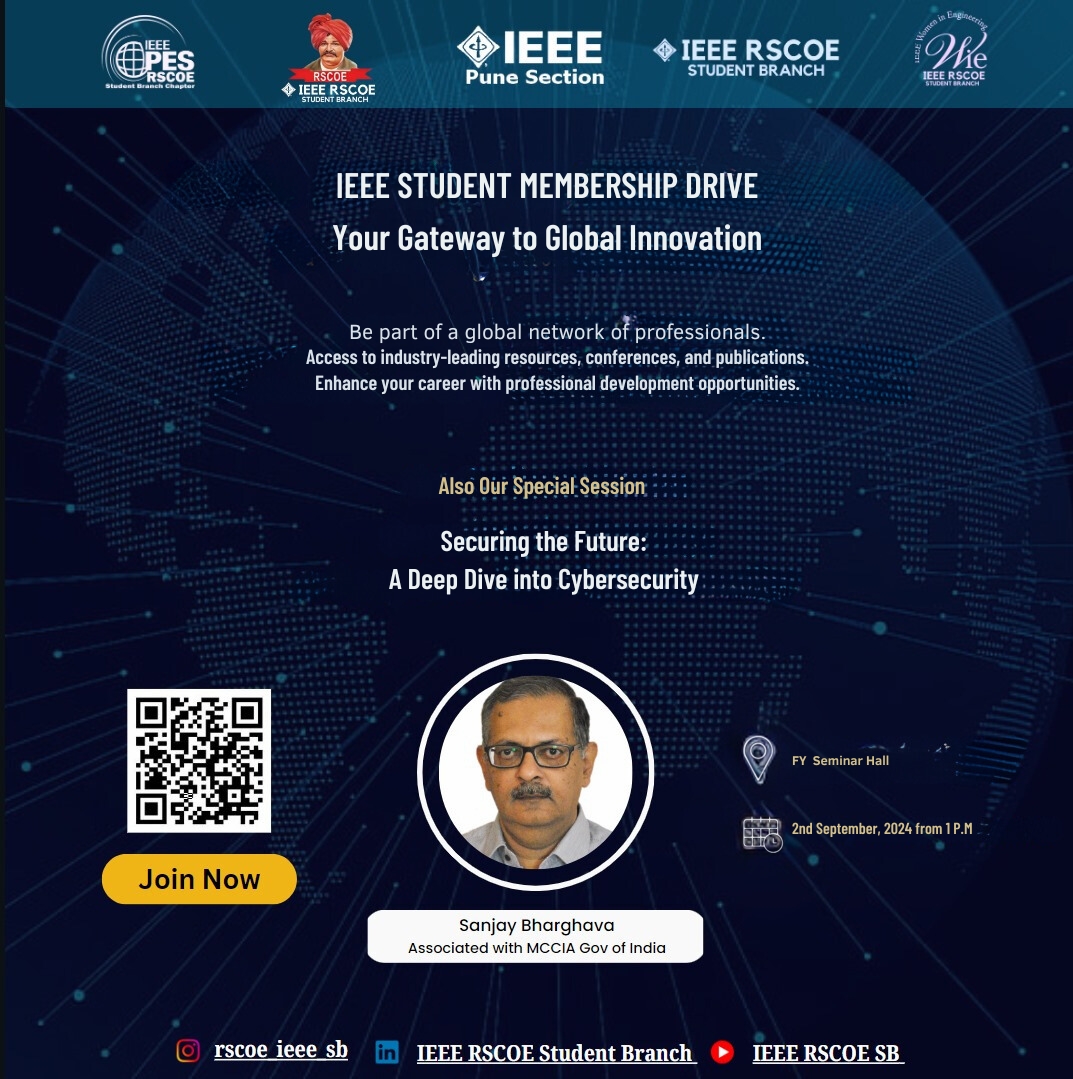 IEEE
PES
RSCOE
Student Branch Chapter
RSCOE
IEEE RSCOE
STUDENT BRANCH
IEEE
Pune Section
IEEE RSCOE
STUDENT BRANCH
IEEE Women in Engineering
Wie
IEEE RSCOE
STUDENT BRANCH
IEEE STUDENT MEMBERSHIP DRIVE
Your Gateway to Global Innovation
Be part of a global network of professionals.
Access to industry-leading resources, conferences, and publications.
Enhance your career with professional development opportunities.
Also Our Special Session
Securing the Future:
A Deep Dive into Cybersecurity
FY Seminar Hall
2nd September, 2024 from 1 P.M
Join Now
Sanjay Bharghava
Associated with MCCIA Gov of India
rscoe_ieee_sb
IEEE RSCOE Student Branch
IEEE RSCOE SB